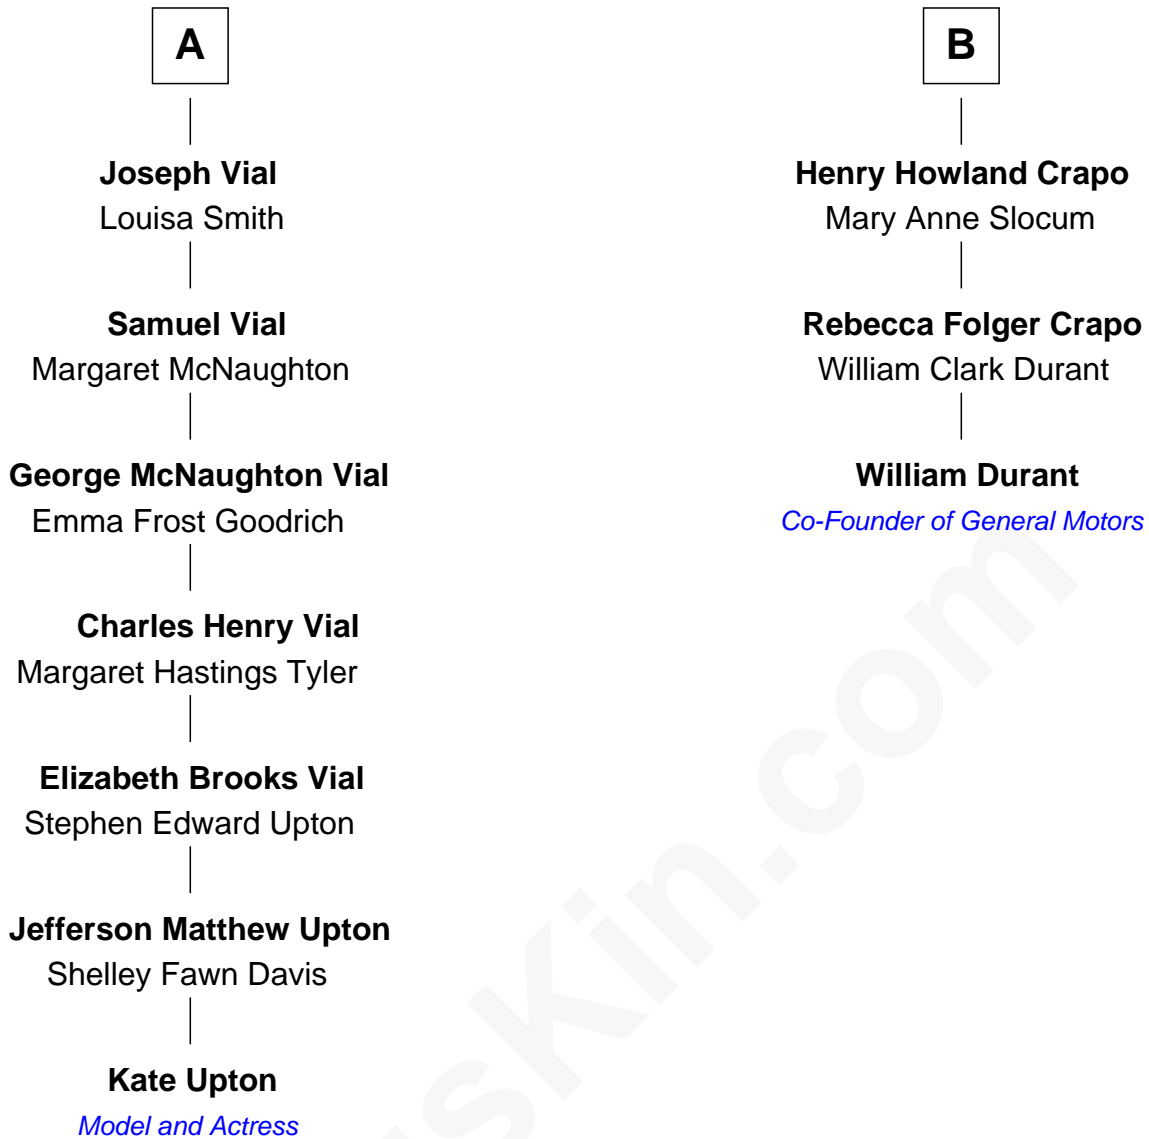 A
Joseph Vial
Louisa Smith
Samuel Vial
Margaret McNaughton
George McNaughton Vial
Emma Frost Goodrich
Charles Henry Vial
Margaret Hastings Tyler
Elizabeth Brooks Vial
Stephen Edward Upton
Jefferson Matthew Upton
Shelley Fawn Davis
Kate Upton
Model and Actress
B
Henry Howland Crapo
Mary Anne Slocum
Rebecca Folger Crapo
William Clark Durant
William Durant
Co-Founder of General Motors
sKin.com